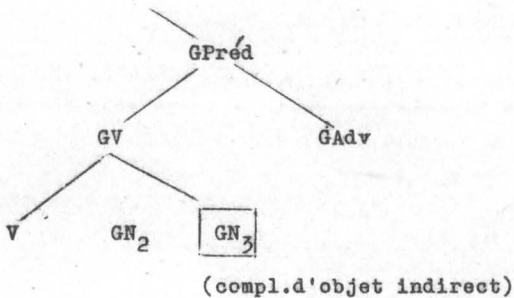 GPréd
GV GAdv
V GN₂ GN₃
(compl.d'objet indirect)